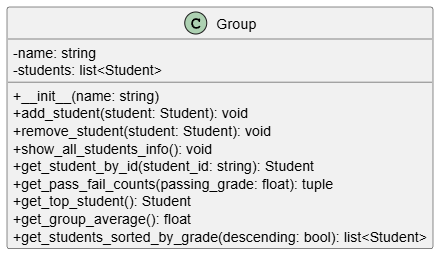 C Group
-name: string
-students: list<Student>
+__init__(name: string)
+add_student(student: Student): void
+remove_student(student: Student): void
+show_all_students_info(): void
+get_student_by_id(student_id: string): Student
+get_pass_fail_counts(passing_grade: float): tuple
+get_top_student(): Student
+get_group_average(): float
+get_students_sorted_by_grade(descending: bool): list<Student>